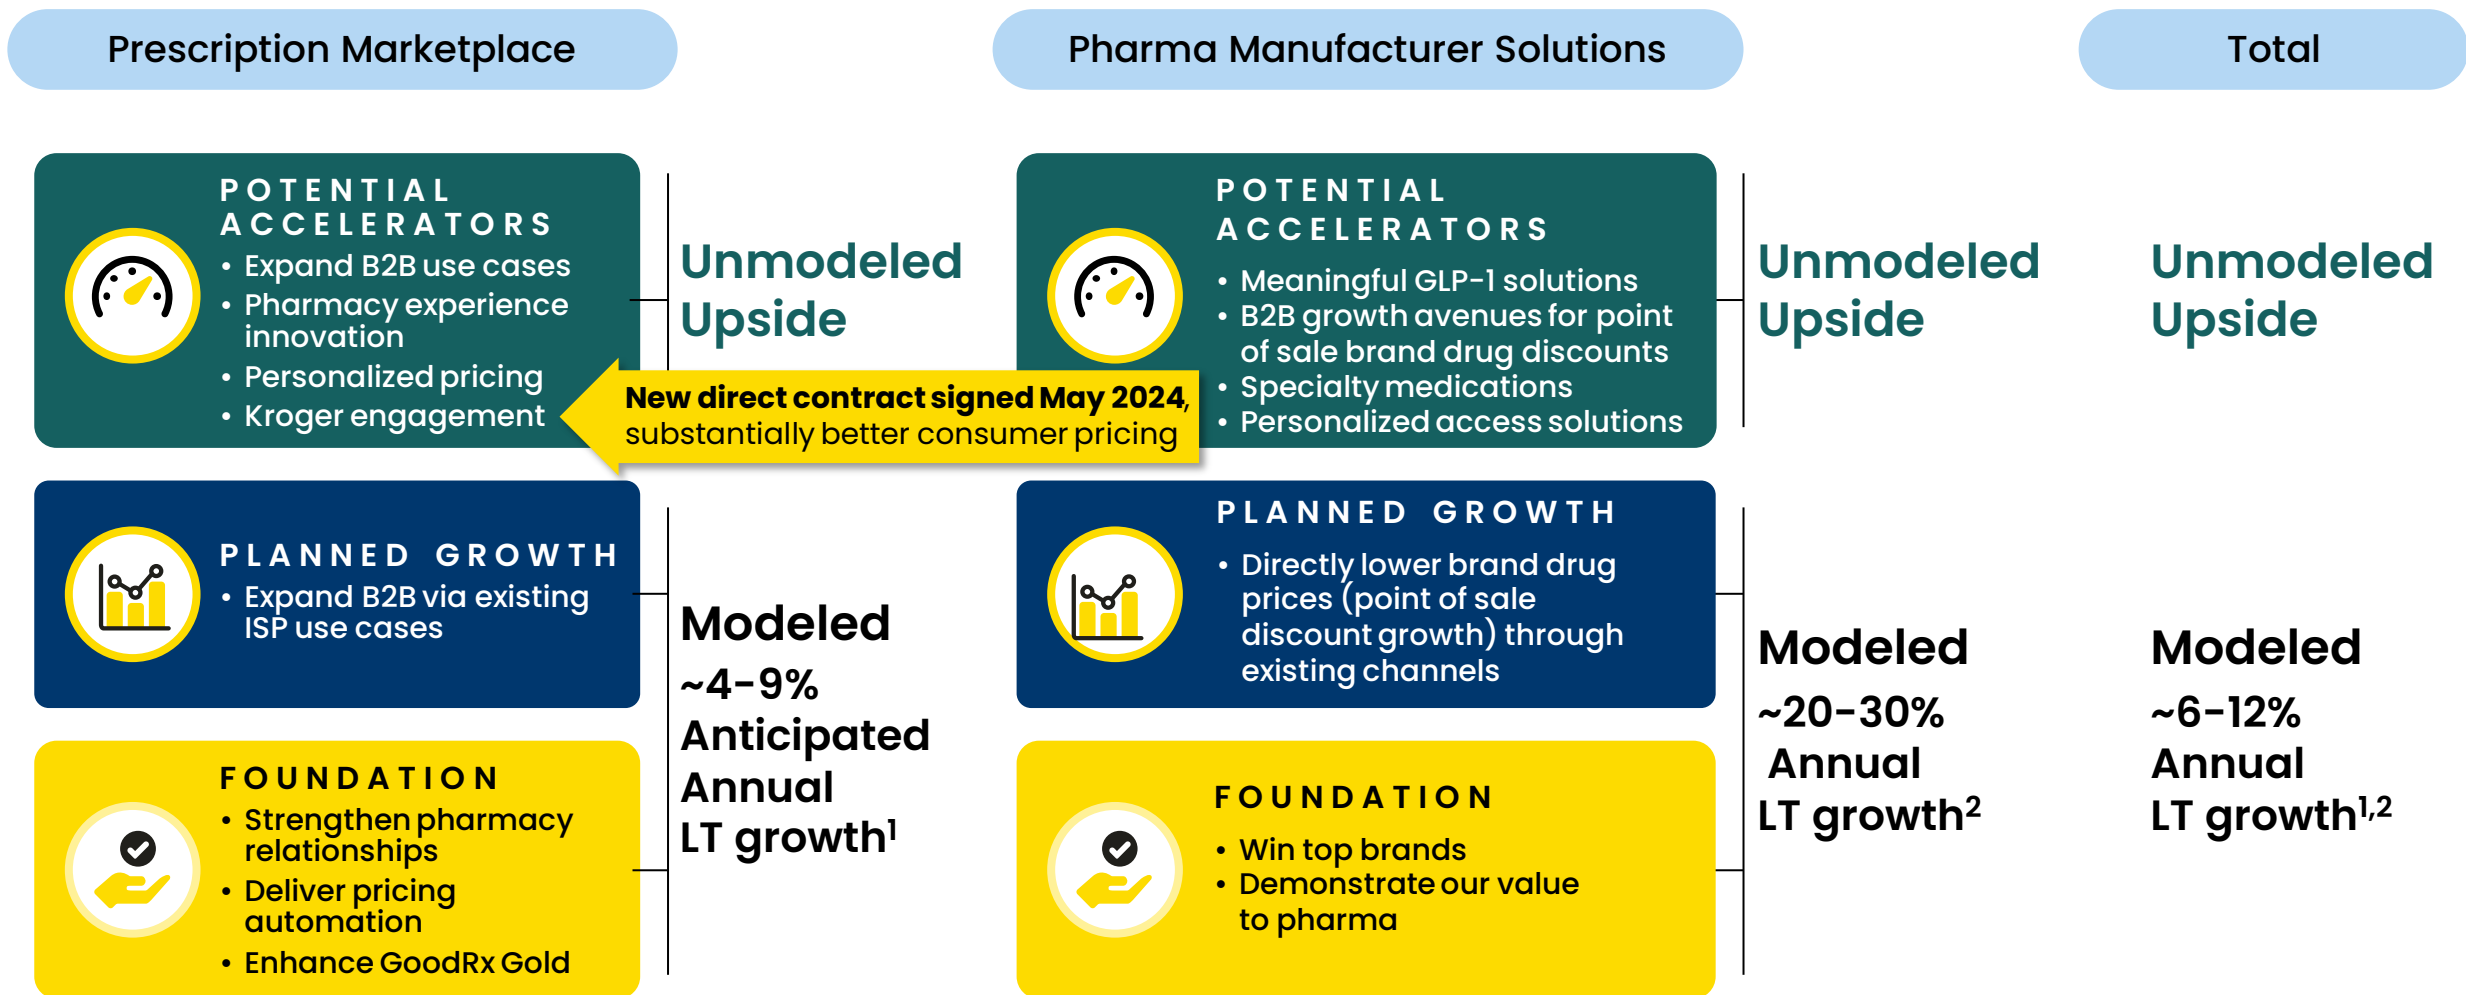 Prescription Marketplace
Pharma Manufacturer Solutions
Total
POTENTIAL
ACCELERATORS
• Expand B2B use cases
• Pharmacy experience
innovation
• Personalized pricing
• Kroger engagement
Unmodeled
Upside
New direct contract signed May 2024,
substantially better consumer pricing
POTENTIAL
ACCELERATORS
• Meaningful GLP-1 solutions
• B2B growth avenues for point
of sale brand drug discounts
• Specialty medications
• Personalized access solutions
Unmodeled
Upside
Unmodeled
Upside
PLANNED GROWTH
• Expand B2B via existing
ISP use cases
FOUNDATION
• Strengthen pharmacy
relationships
• Deliver pricing
automation
• Enhance GoodRx Gold
Modeled
~4-9%
Anticipated
Annual
LT growth¹
PLANNED GROWTH
• Directly lower brand drug
prices (point of sale
discount growth) through
existing channels
FOUNDATION
• Win top brands
• Demonstrate our value
to pharma
Modeled
~20-30%
Annual
LT growth²
Modeled
~6-12%
Annual
LT growth¹,²